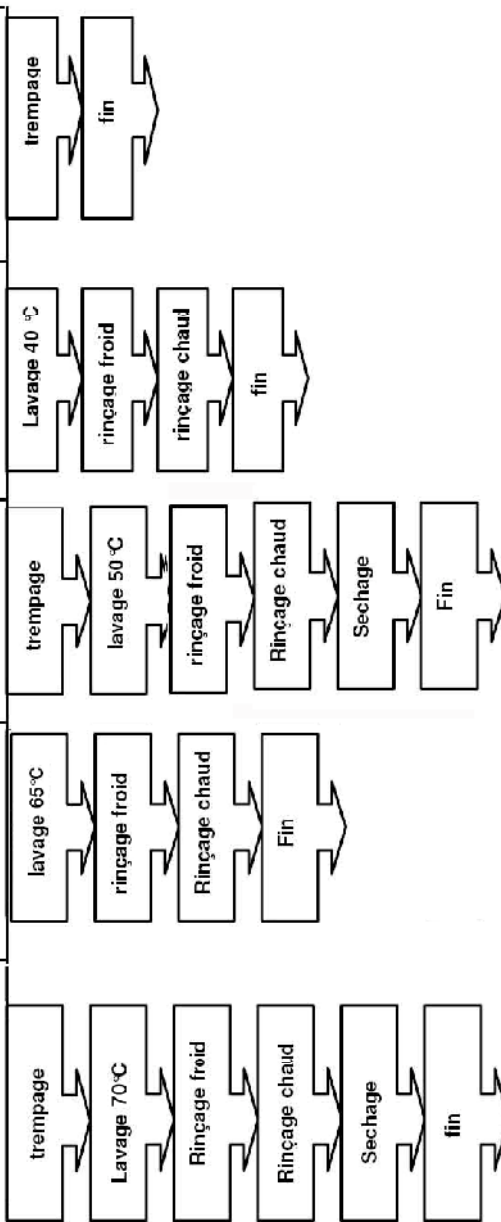 trempage
Lavage 70°C
Rinçage froid
Rinçage chaud
Sechage
fin
lavage 65°C
rinçage froid
Rinçage chaud
Fin
trempage
lavage 50°C
rinçage froid
Rinçage chaud
Sechage
Fin
Lavage 40 °C
rinçage froid
rinçage chaud
fin
trempage
fin